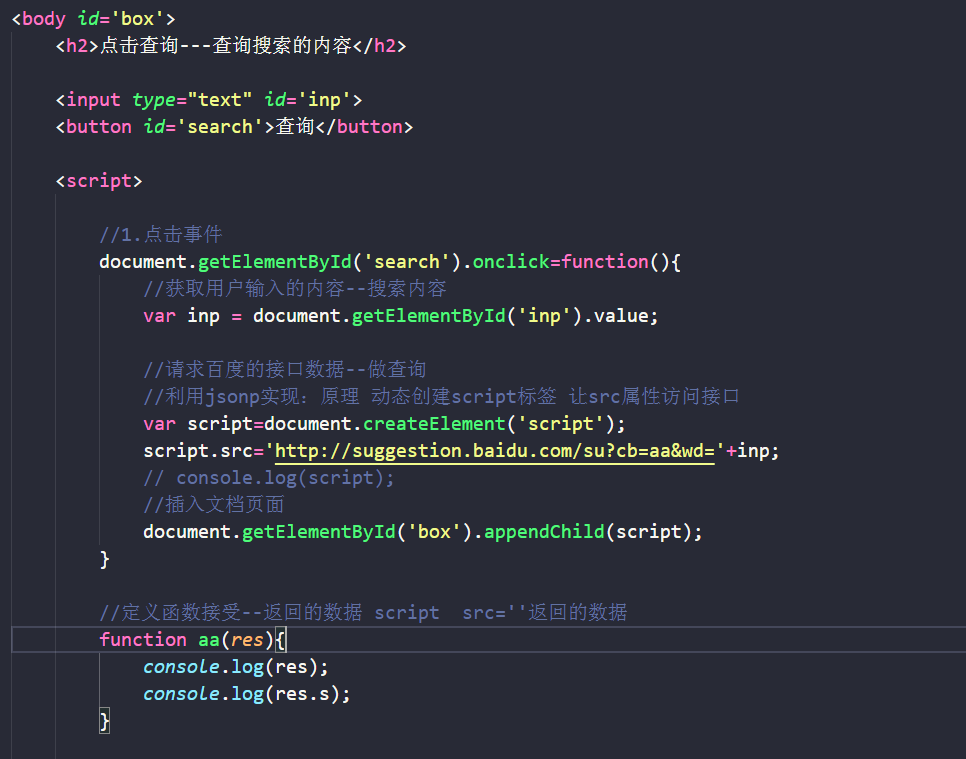 <body id='box'>
<h2>点击查询---查询搜索的内容</h2>
<input type="text" id='inp'>
<button id='search'>查询</button>
<script>
//1.点击事件
document.getElementById('search').onclick=function(){
//获取用户输入的内容--搜索内容
var inp = document.getElementById('inp').value;
//请求百度的接口数据--做查询
//利用jsonp实现: 原理 动态创建script标签 让src属性访问接口
var script=document.createElement('script');
script.src='http://suggestion.baidu.com/su?cb=aa&wd='+inp;
// console.log(script);
//插入文档页面
document.getElementById('box').appendChild(script);
}
//定义函数接受--返回的数据 script  src=''返回的数据
function aa(res){
console.log(res);
console.log(res.s);
}